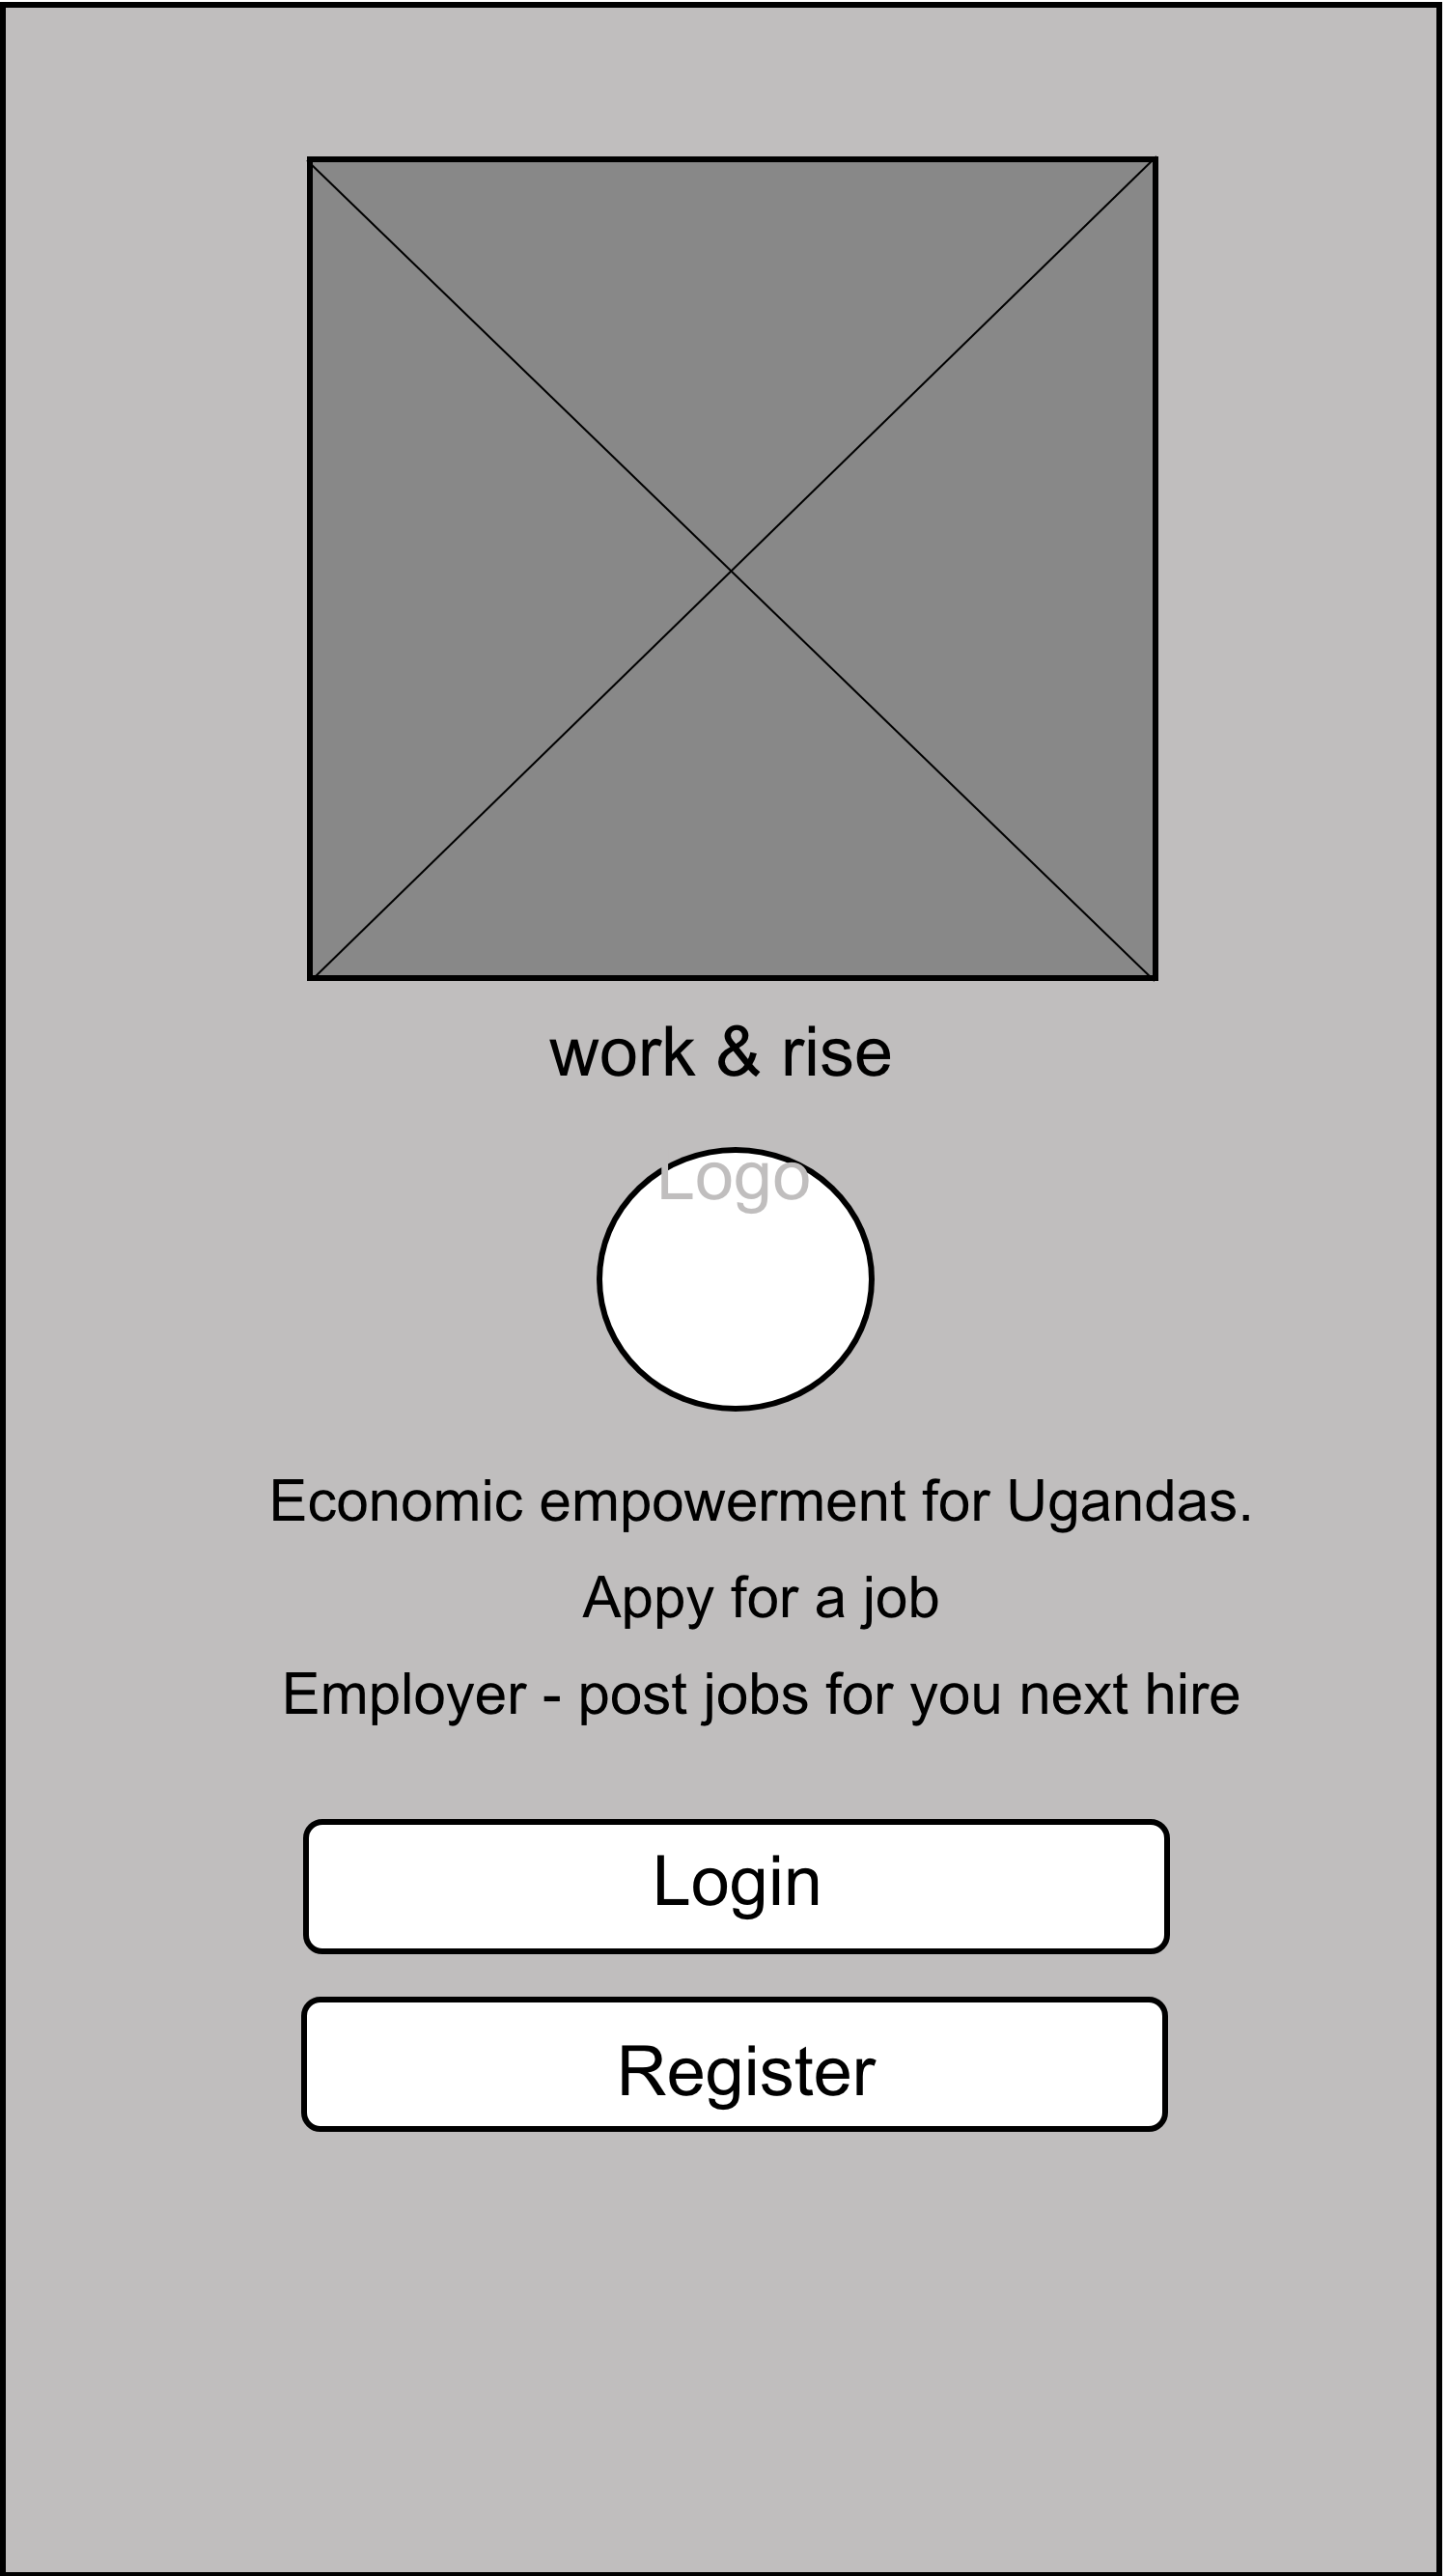 work & rise
Logo
Economic empowerment for Ugandas.
Appy for a job
Employer - post jobs for you next hire
Login
Register